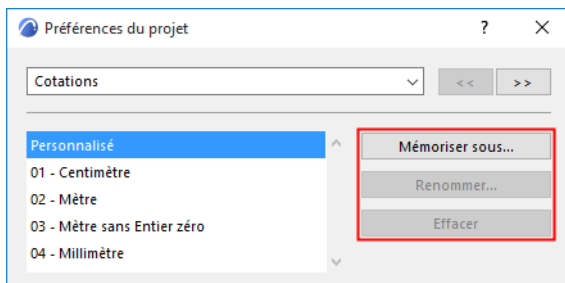 Préférences du projet ?
Cotations << >>
Personnalisé Mémoriser sous...
01 - Centimètre
Renommer...
02 - Mètre
03 - Mètre sans Entier zéro Effacer
04 - Millimètre